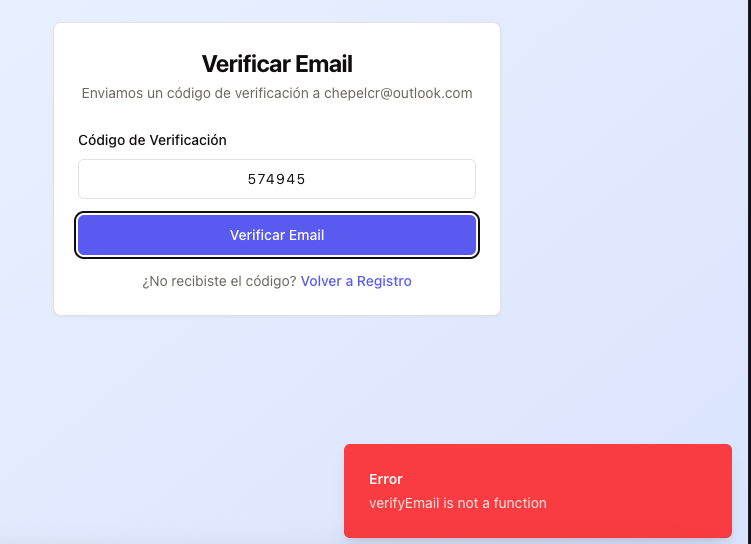 Verificar Email
Enviamos un código de verificación a chepelcr@outlook.com
Código de Verificación
574945
Verificar Email
¿No recibiste el código? Volver a Registro
Error
verifyEmail is not a function